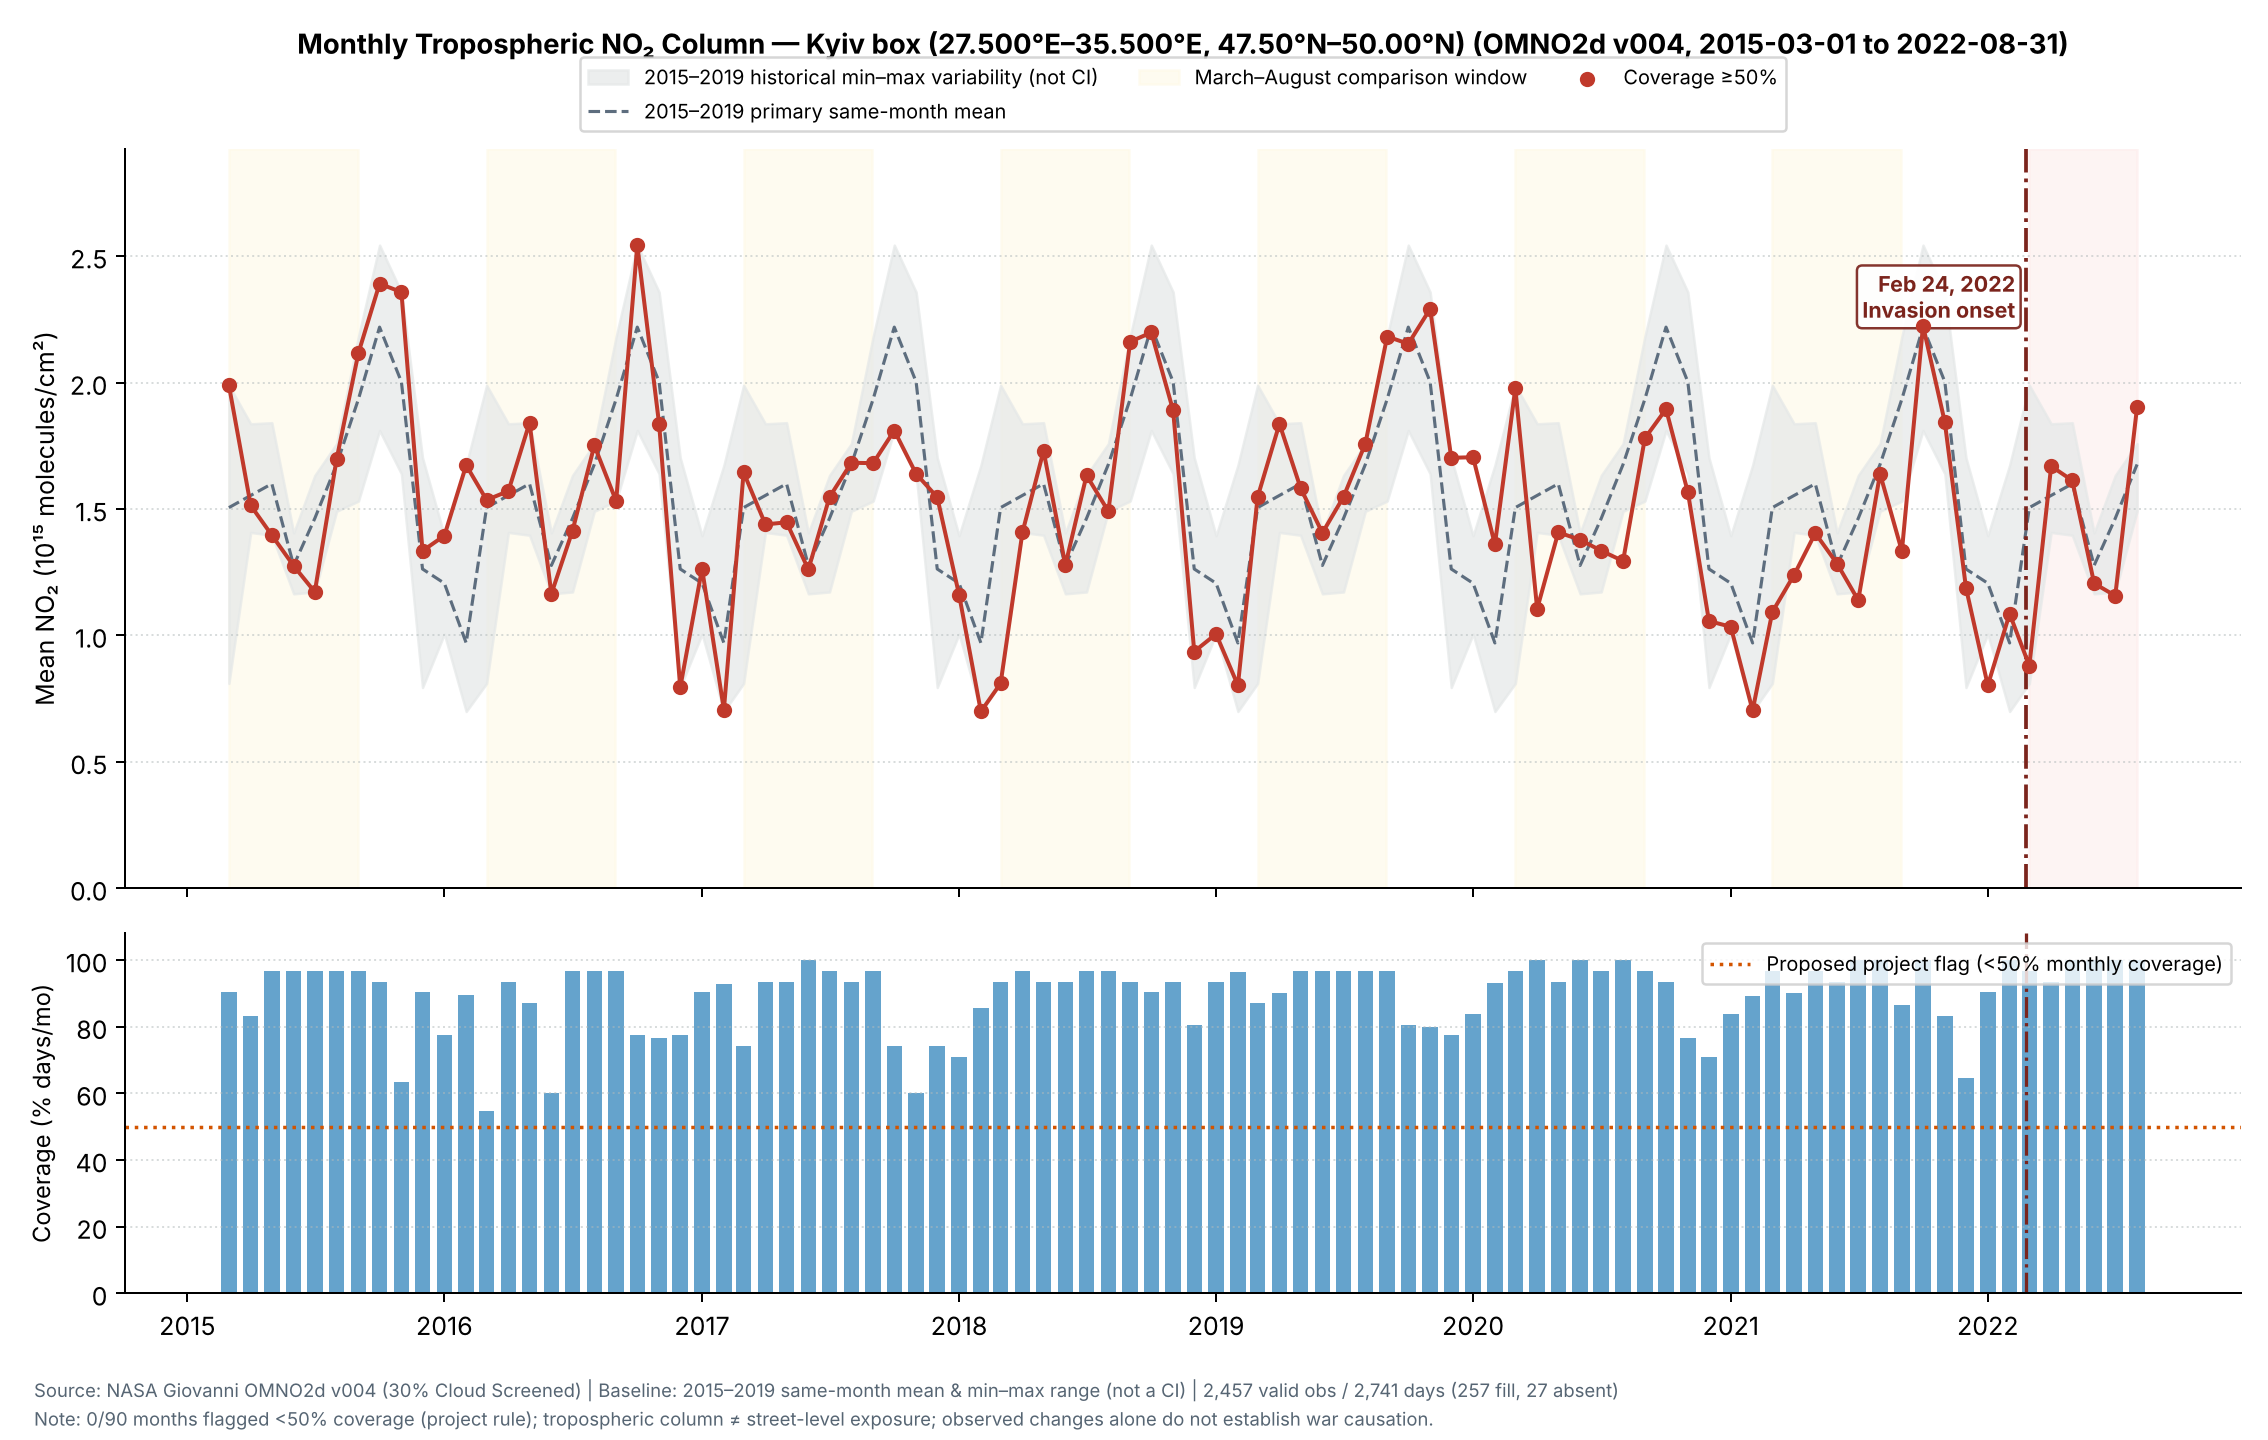 Monthly Tropospheric NO₂ Column — Kyiv box (27.500°E–35.500°E, 47.50°N–50.00°N) (OMNO2d v004, 2015-03-01 to 2022-08-31)
2015–2019 historical min–max variability (not CI)
2015–2019 primary same-month mean
March–August comparison window
Coverage ≥50%
Mean NO₂ (10¹⁵ molecules/cm²)
2.5
2.0
1.5
1.0
0.5
0.0
Feb 24, 2022
Invasion onset
Coverage (% days/mo)
100
80
60
40
20
0
Proposed project flag (<50% monthly coverage)
2015 2016 2017 2018 2019 2020 2021 2022
Source: NASA Giovanni OMNO2d v004 (30% Cloud Screened) | Baseline: 2015–2019 same-month mean & min–max range (not a CI) | 2,457 valid obs / 2,741 days (257 fill, 27 absent)
Note: 0/90 months flagged <50% coverage (project rule); tropospheric column ≠ street-level exposure; observed changes alone do not establish war causation.